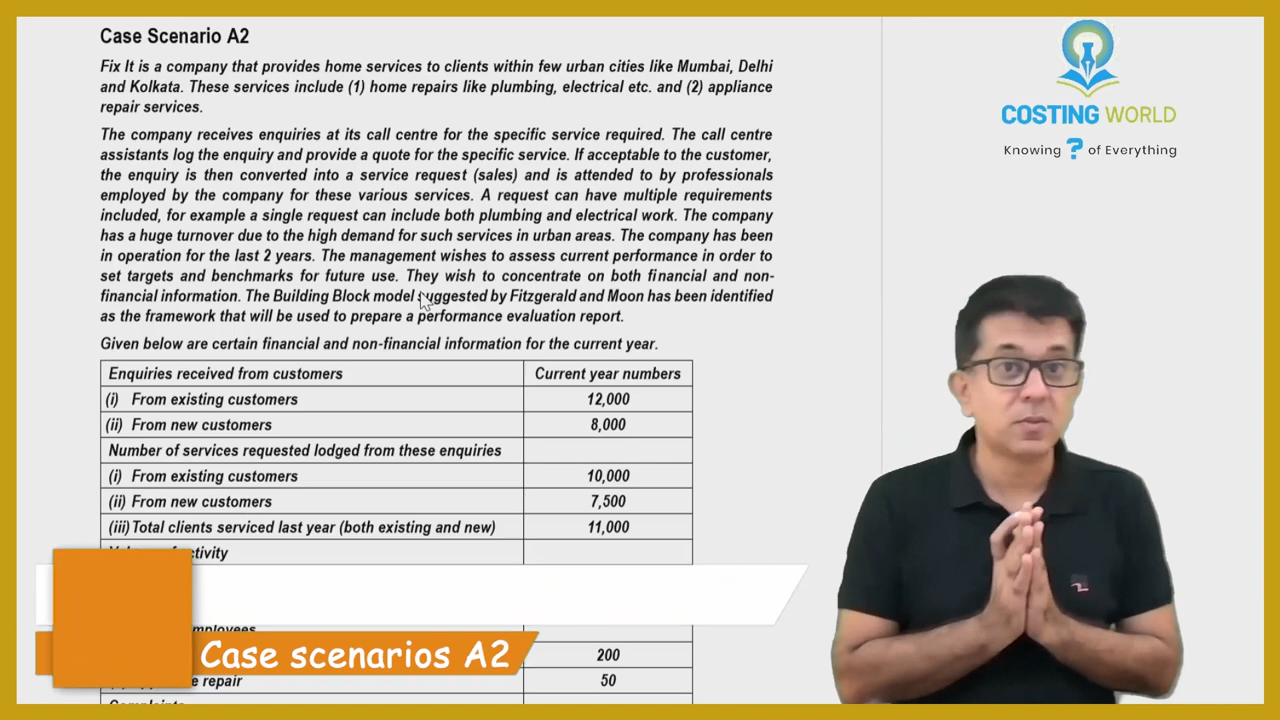 Case Scenario A2
Fix It is a company that provides home services to clients within few urban cities like Mumbai, Delhi
and Kolkata. These services include (1) home repairs like plumbing, electrical etc. and (2) appliance
repair services.
The company receives enquiries at its call centre for the specific service required. The call centre
assistants log the enquiry and provide a quote for the specific service. If acceptable to the customer,
the enquiry is then converted into a service request (sales) and is attended to by professionals
employed by the company for these various services. A request can have multiple requirements
included, for example a single request can include both plumbing and electrical work. The company
has a huge turnover due to the high demand for such services in urban areas. The company has been
in operation for the last 2 years. The management wishes to assess current performance in order to
set targets and benchmarks for future use. They wish to concentrate on both financial and non-
financial information. The Building Block model suggested by Fitzgerald and Moon has been identified
as the framework that will be used to prepare a performance evaluation report.
Given below are certain financial and non-financial information for the current year.
Enquiries received from customers Current year numbers
(i) From existing customers 12,000
(ii) From new customers 8,000
Number of services requested lodged from these enquiries
(i) From existing customers 10,000
(ii) From new customers 7,500
(iii) Total clients serviced last year (both existing and new) 11,000
200
repair 50
Case scenarios A2
COSTING WORLD
Knowing ? of Everything